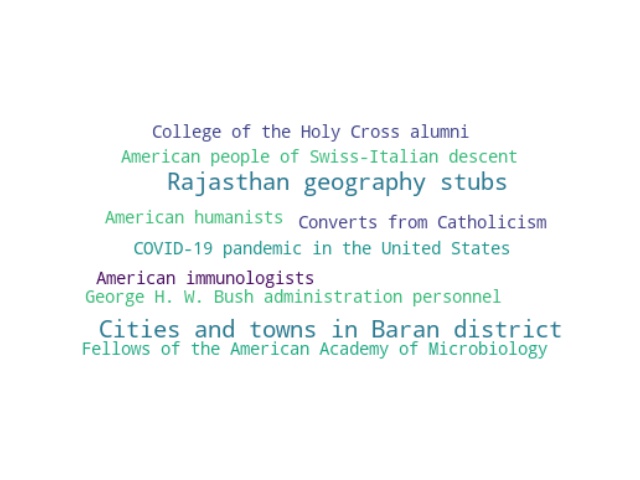 College of the Holy Cross alumni
American people of Swiss-Italian descent
Rajasthan geography stubs
American humanists
Converts from Catholicism
COVID-19 pandemic in the United States
American immunologists
George H. W. Bush administration personnel
Cities and towns in Baran district
Fellows of the American Academy of Microbiology